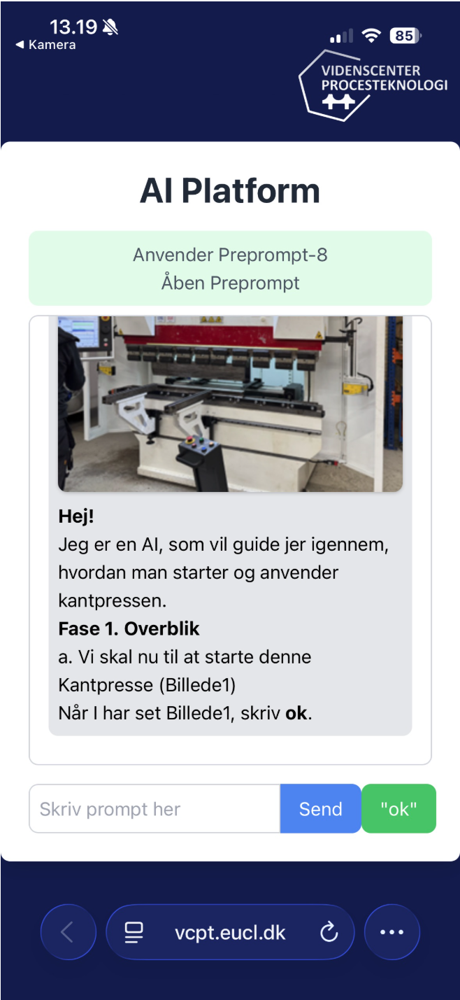 13.19
◀ Kamera
85
VIDENSCENTER
PROCESTEKNOLOGI
AI Platform
Anvender Preprompt-8
Åben Preprompt
Hej!
Jeg er en AI, som vil guide jer igennem,
hvordan man starter og anvender
kantpressen.
Fase 1. Overblik
a. Vi skal nu til at starte denne
Kantpresse (Billede1)
Når I har set Billede1, skriv ok.
Skriv prompt her
Send
"ok"
vcpt.eucl.dk